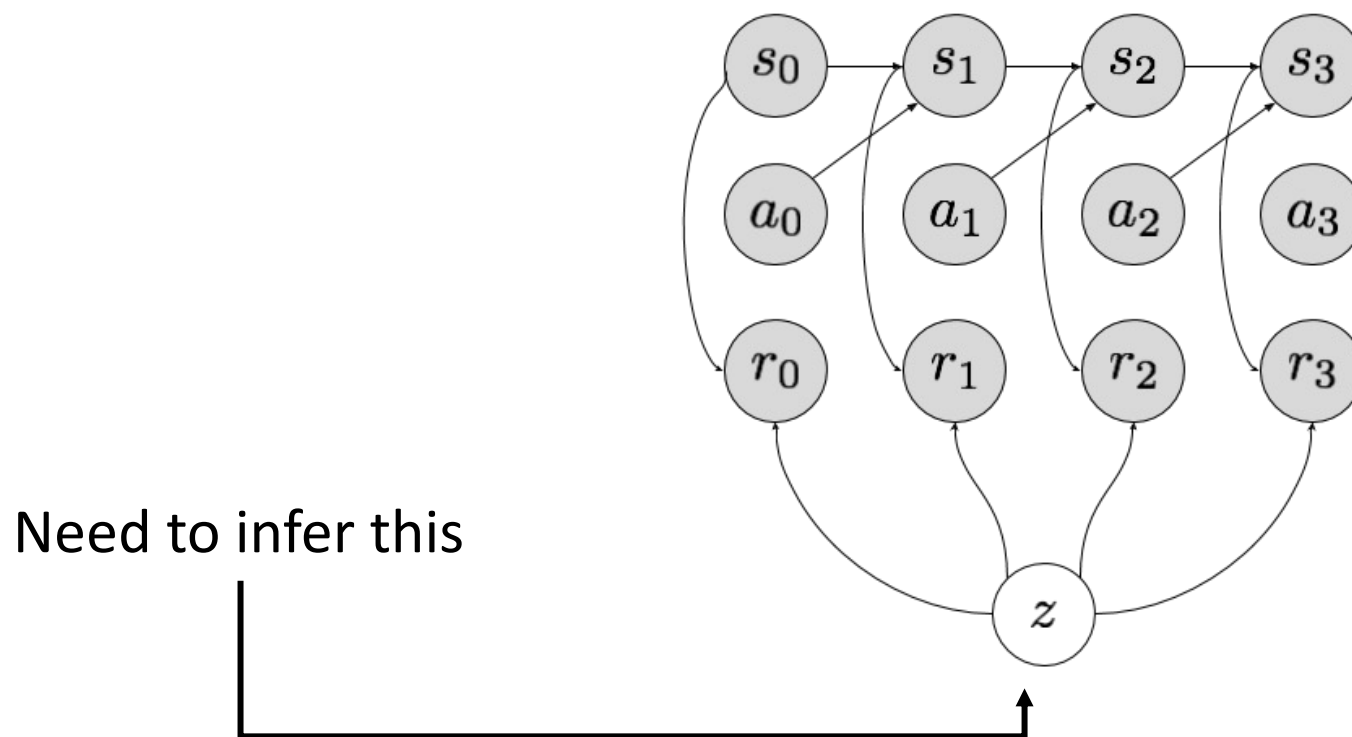 s0 s1 s2 s3
a0 a1 a2 a3
r0 r1 r2 r3
Need to infer this
z